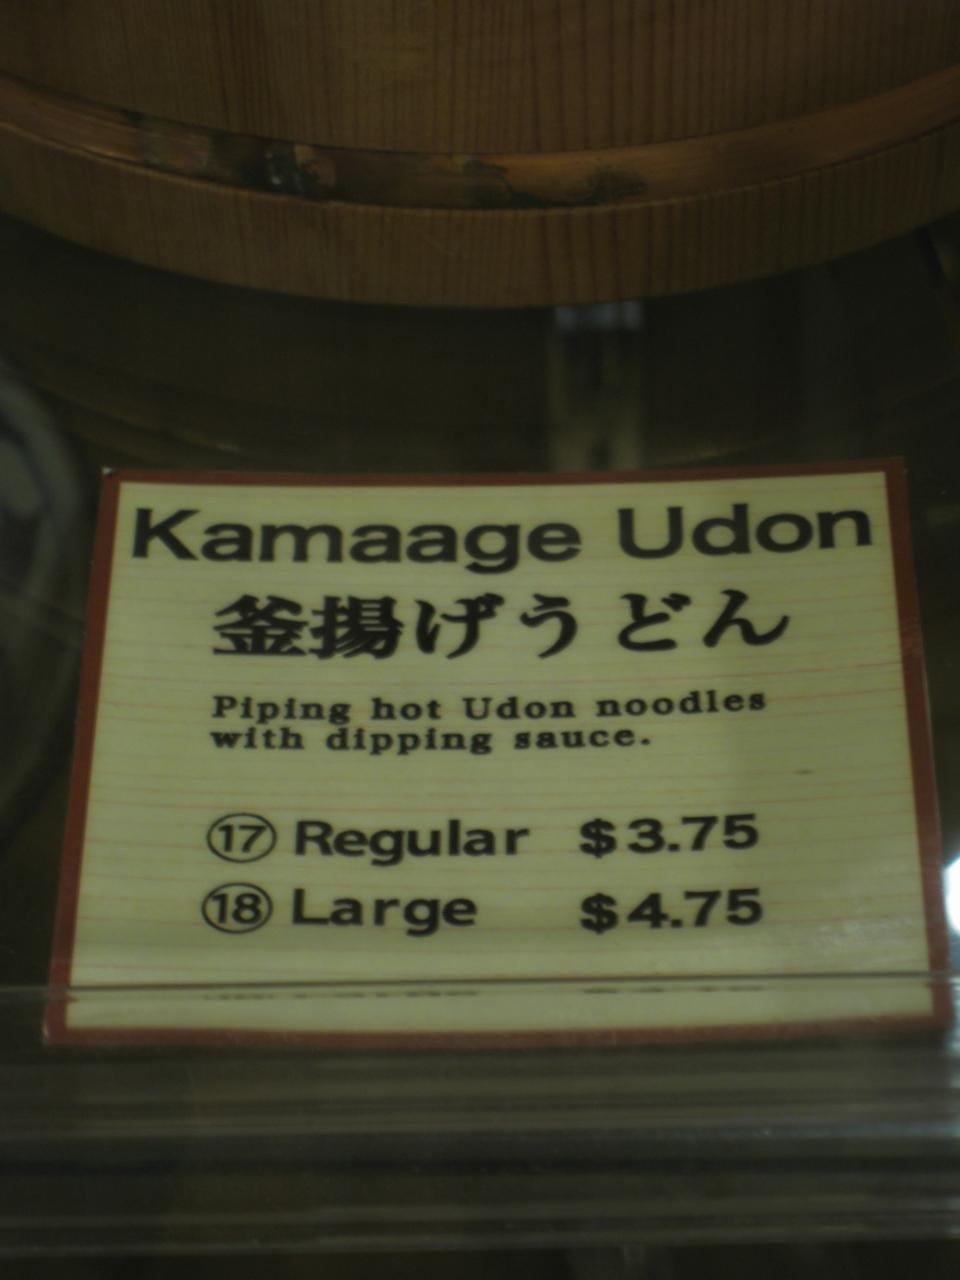 Kamaage Udon
釜揚げうどん
Piping hot Udon noodles
with dipping sauce.
⑰ Regular $3.75
⑱ Large $4.75